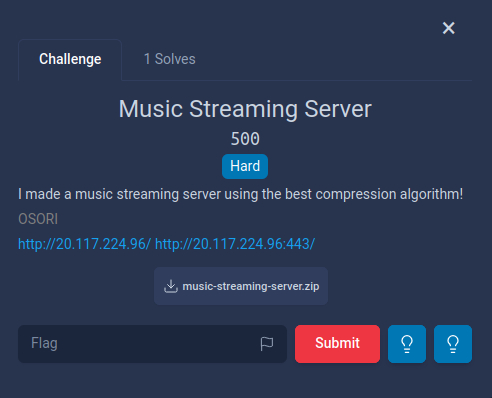 ×
Challenge 1 Solves
Music Streaming Server
500
Hard
I made a music streaming server using the best compression algorithm!
OSORI
http://20.117.224.96/ http://20.117.224.96:443/
music-streaming-server.zip
Flag Submit